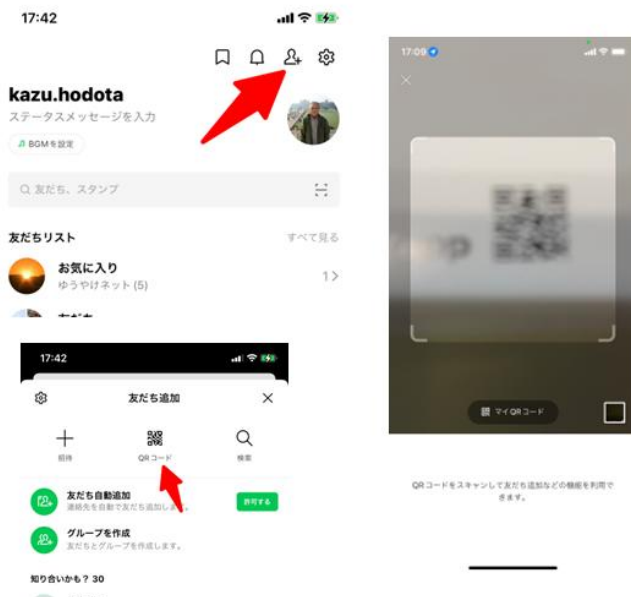 17:42
kazu.hodota
ステータスメッセージを入力
BGMを設定
友だち、スタンプ
友だちリスト
すべて見る
お気に入り
1
ゆうやけネット (5)
17:42
友だち追加
招待
QRコード
検索
友だち自動追加
連絡先を自動で友だち追加します。
許可する
グループを作成
友だちとグループを作成します。
知り合いかも? 30
17:09
マイQRコード
QRコードをスキャンして友だち追加などの機能を利用で
きます。